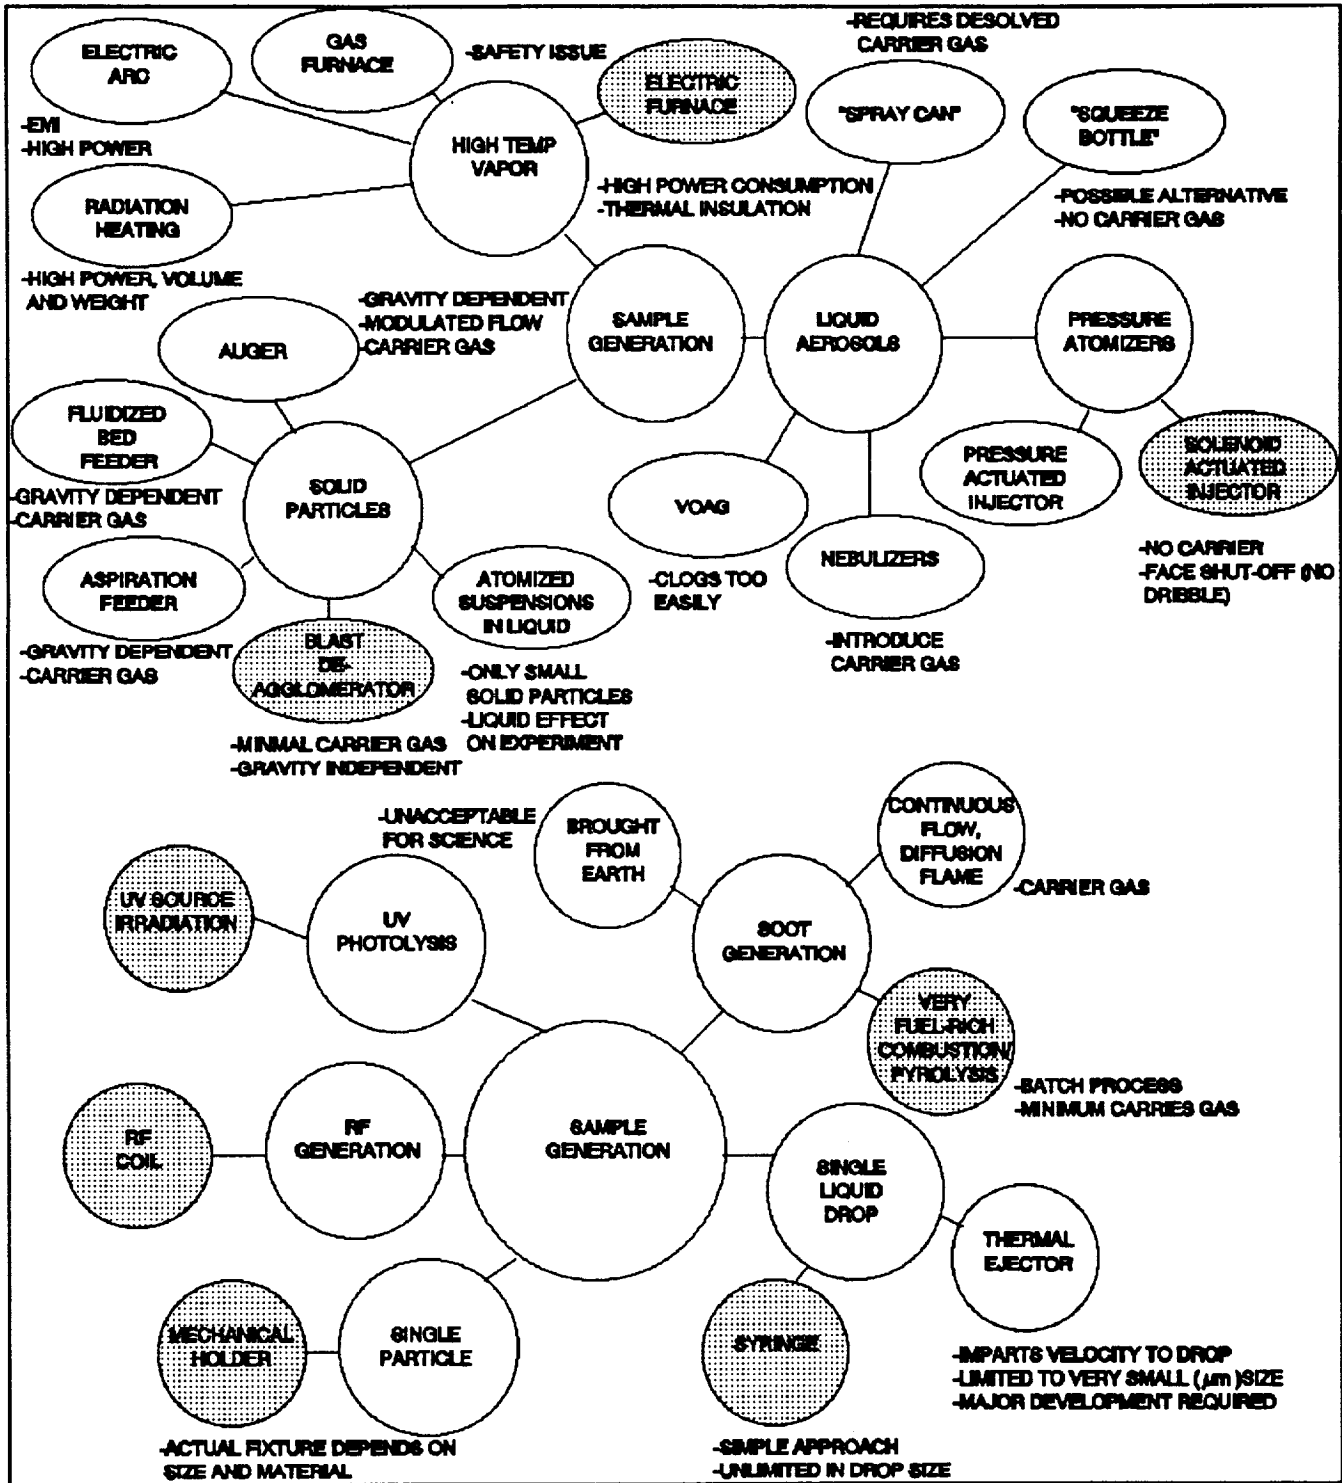 ELECTRIC
ARC
-EMI
-HIGH POWER
GAS
FURNACE
-SAFETY ISSUE
ELECTRIC
FURNACE
-HIGH POWER CONSUMPTION
-THERMAL INSULATION
HIGH TEMP
VAPOR
RADIATION
HEATING
-HIGH POWER, VOLUME
AND WEIGHT
-REQUIRES DESOLVED
CARRIER GAS
"SPRAY CAN"
"SQUEEZE
BOTTLE"
-POSSIBLE ALTERNATIVE
-NO CARRIER GAS
SAMPLE
GENERATION
LIQUID
AEROSOLS
PRESSURE
ATOMIZERS
PRESSURE
ACTUATED
INJECTOR
SOLENOID
ACTUATED
INJECTOR
-NO CARRIER
-FACE SHUT-OFF (NO
DRIBBLE)
VOAG
-CLOGS TOO
EASILY
NEBULIZERS
-INTRODUCE
CARRIER GAS
-GRAVITY DEPENDENT
-MODULATED FLOW
-CARRIER GAS
AUGER
FLUIDIZED
BED
FEEDER
-GRAVITY DEPENDENT
-CARRIER GAS
SOLID
PARTICLES
ASPIRATION
FEEDER
-GRAVITY DEPENDENT
-CARRIER GAS
BLAST
DE-
AGGLOMERATOR
-MINMAL CARRIER GAS
-GRAVITY INDEPENDENT
ATOMIZED
SUSPENSIONS
IN LIQUID
-ONLY SMALL
SOLID PARTICLES
-LIQUID EFFECT
ON EXPERIMENT
-UNACCEPTABLE
FOR SCIENCE
BROUGHT
FROM
EARTH
CONTINUOUS
FLOW,
DIFFUSION
FLAME
-CARRIER GAS
UV SOURCE
IRRADIATION
UV
PHOTOLYSIS
SOOT
GENERATION
VERY
FUEL-RICH
COMBUSTION/
PYROLYSIS
-BATCH PROCESS
-MINIMUM CARRIES GAS
RF
COIL
RF
GENERATION
SAMPLE
GENERATION
SINGLE
LIQUID
DROP
THERMAL
EJECTOR
-IMPARTS VELOCITY TO DROP
-LIMITED TO VERY SMALL (μm )SIZE
-MAJOR DEVELOPMENT REQUIRED
MECHANICAL
HOLDER
SINGLE
PARTICLE
-ACTUAL FIXTURE DEPENDS ON
SIZE AND MATERIAL
SYRINGE
-SIMPLE APPROACH
-UNLIMITED IN DROP SIZE